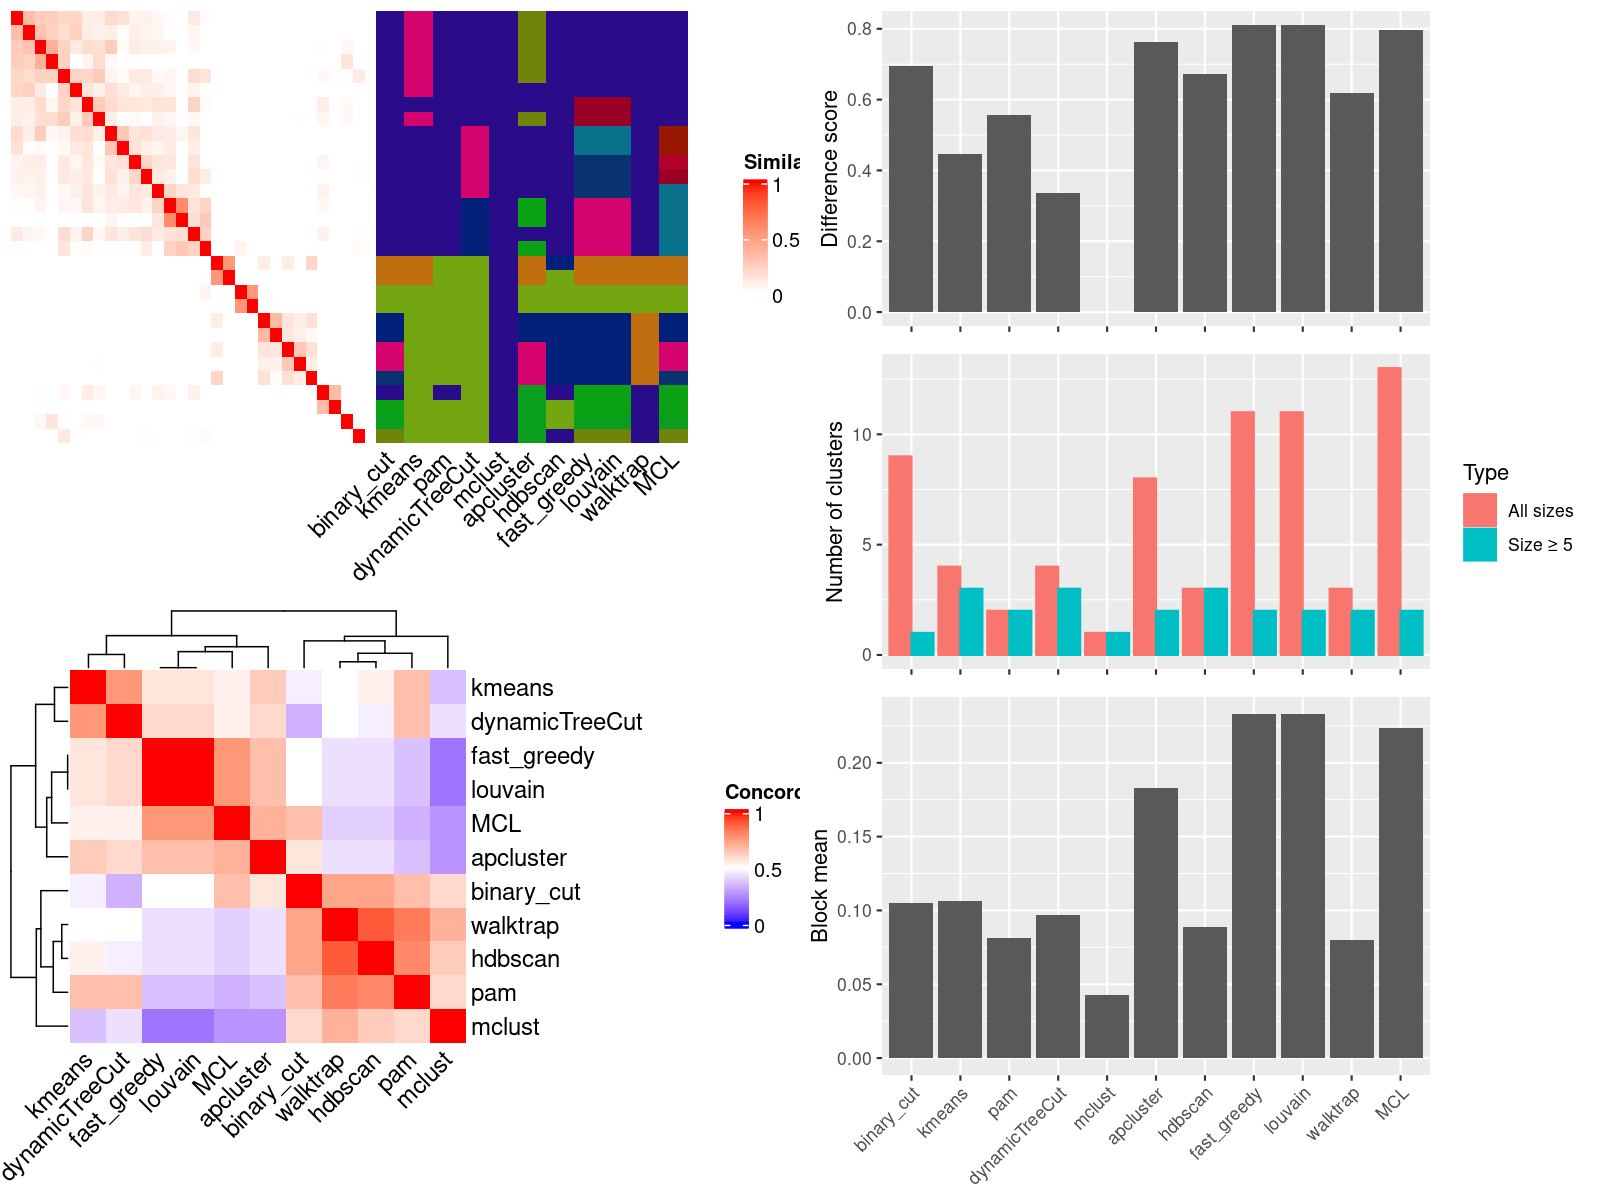 Simila
1
0.5
0
binary_cut
kmeans
pam
dynamicTreeCut
mclust
apcluster
hdbscan
fast_greedy
louvain
walktrap
MCL
kmeans
dynamicTreeCut
fast_greedy
louvain
MCL
apcluster
binary_cut
walktrap
hdbscan
pam
mclust
kmeans
dynamicTreeCut
fast_greedy
louvain
MCL
apcluster
binary_cut
walktrap
hdbscan
pam
mclust
Concord
1
0.5
0
Difference score
0.8
0.6
0.4
0.2
0.0
Number of clusters
10
5
0
Type
All sizes
Size ≥ 5
Block mean
0.20
0.15
0.10
0.05
0.00
binary_cut
kmeans
pam
dynamicTreeCut
mclust
apcluster
hdbscan
fast_greedy
louvain
walktrap
MCL